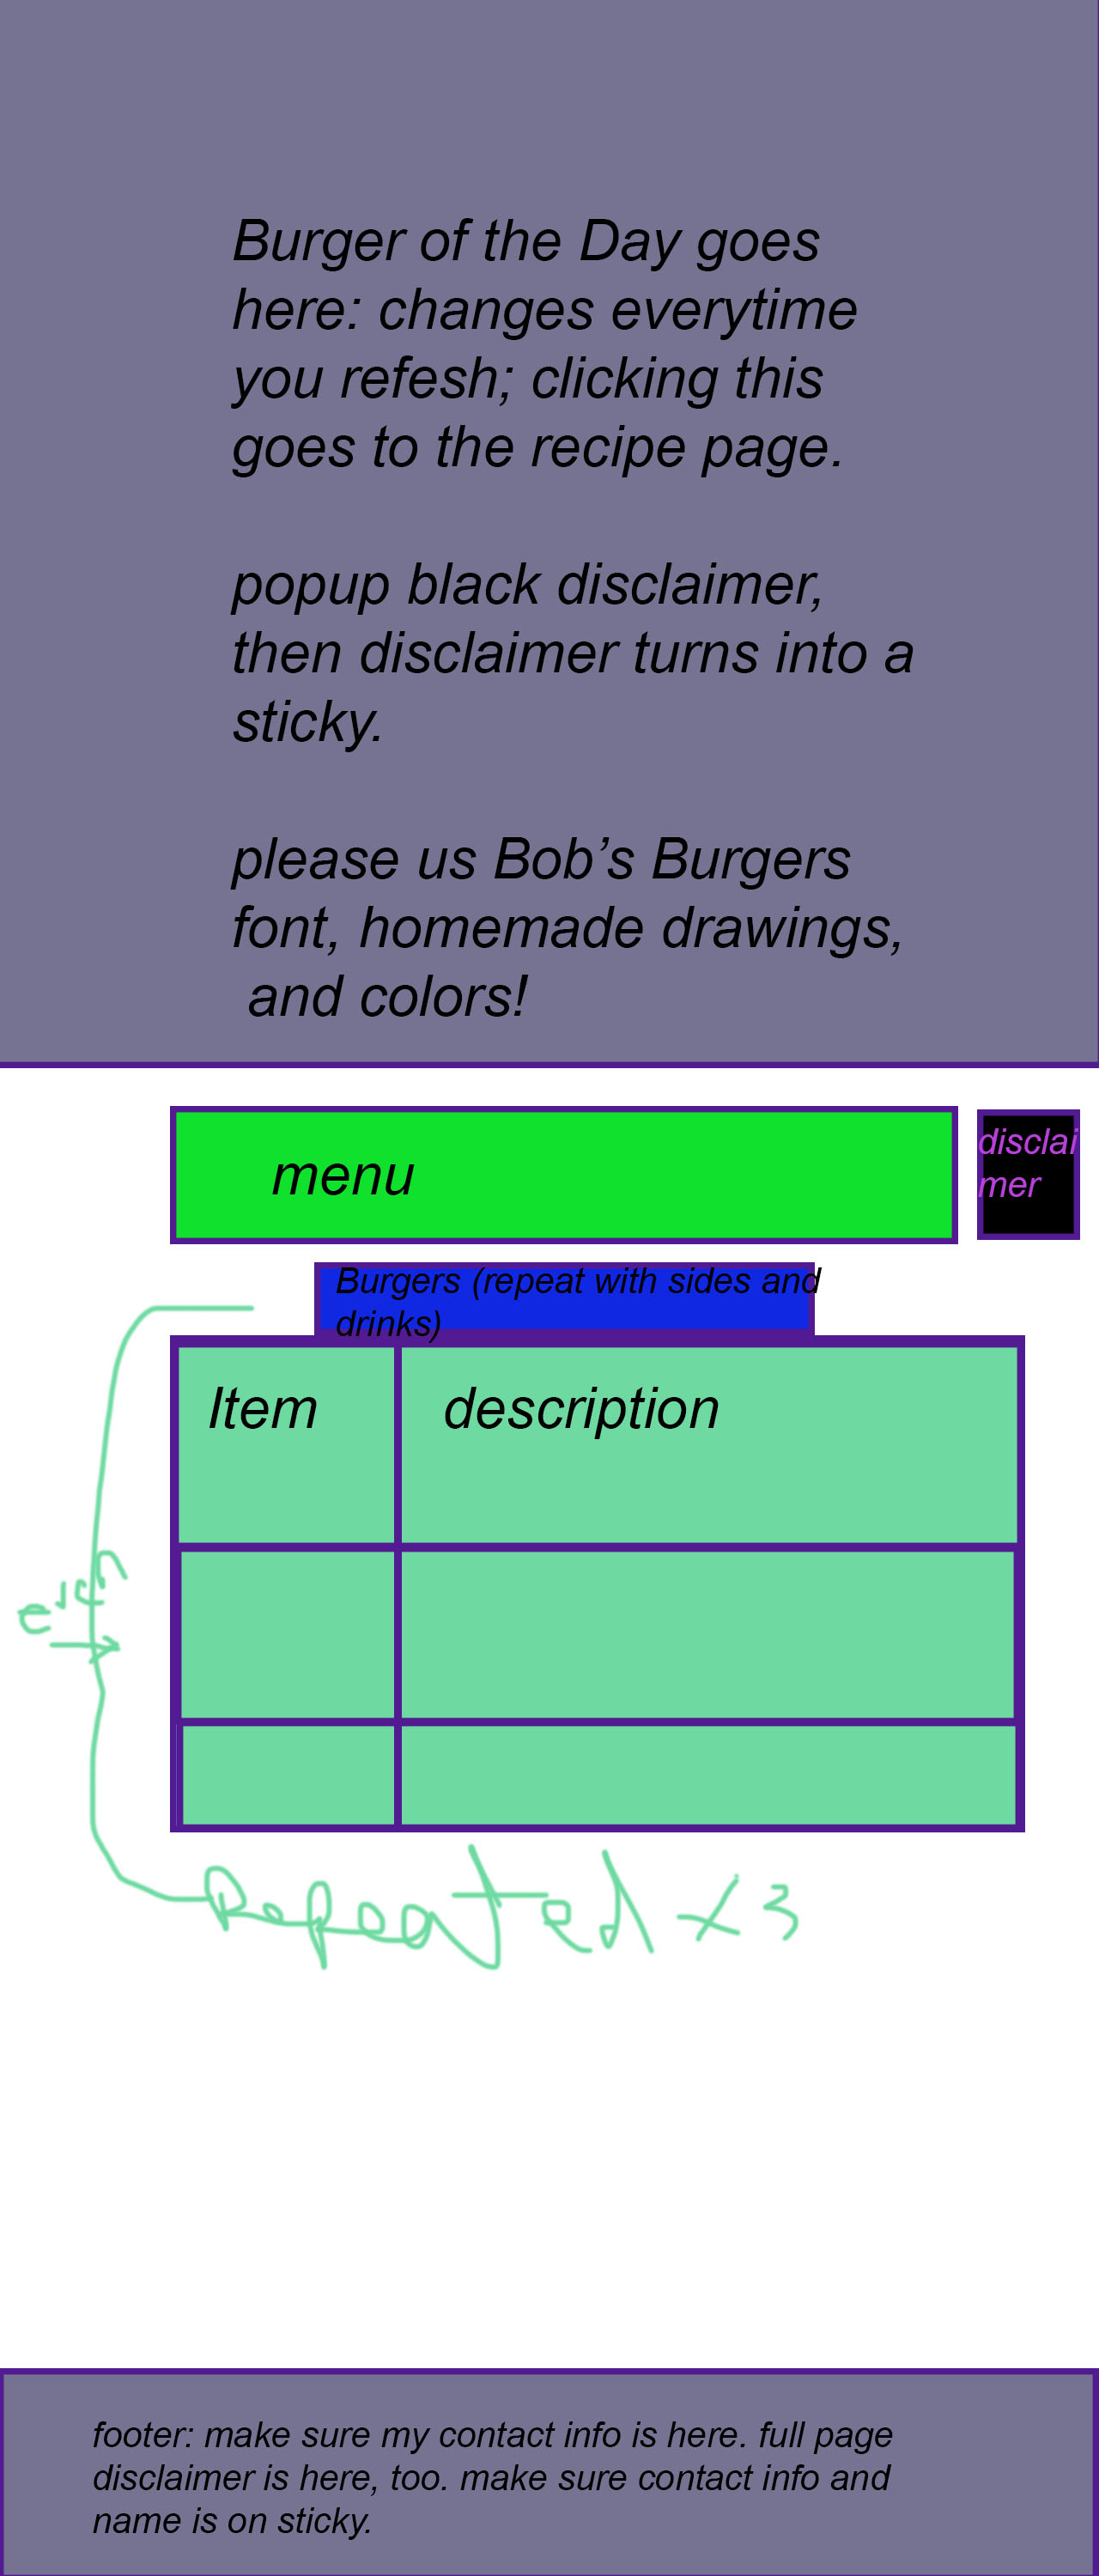 Burger of the Day goes
here: changes everytime
you refesh; clicking this
goes to the recipe page.
popup black disclaimer,
then disclaimer turns into a
sticky.
please us Bob’s Burgers
font, homemade drawings,
and colors!
menu
disclai
mer
Burgers (repeat with sides and
drinks)
Item
description
each
Repeated x3
footer: make sure my contact info is here. full page
disclaimer is here, too. make sure contact info and
name is on sticky.